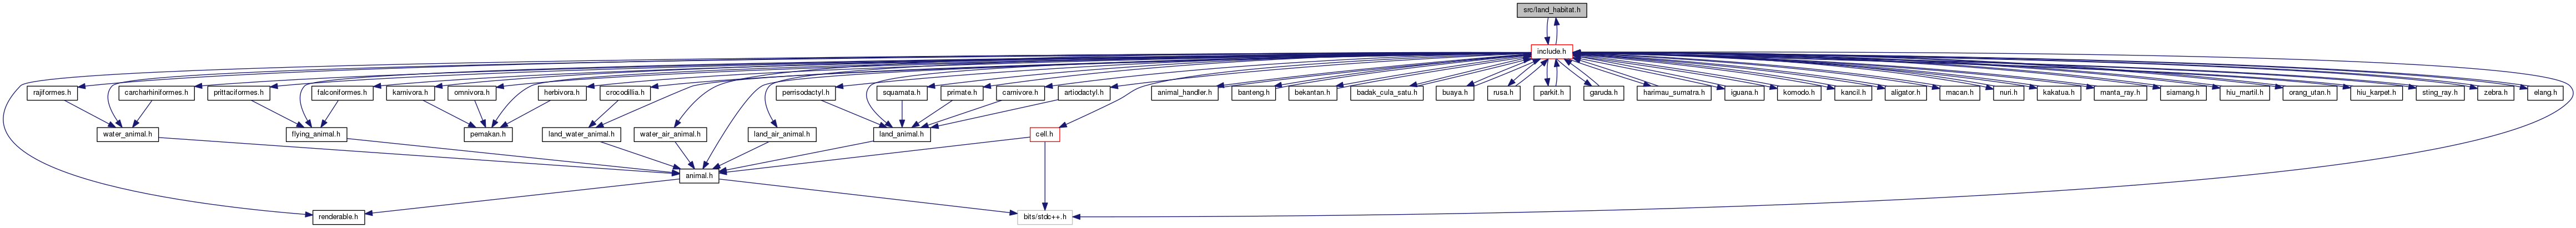 src/land_habitat.h
include.h
rajiformes.h
carcharhiniformes.h
prittaciformes.h
falconiformes.h
karnivora.h
omnivora.h
herbivora.h
crocodilia.h
perrisodactyl.h
squamata.h
primate.h
carnivore.h
artiodactyl.h
animal_handler.h
banteng.h
bekantan.h
badak_cula_satu.h
buaya.h
rusa.h
parkit.h
garuda.h
harimau_sumatra.h
iguana.h
komodo.h
kancil.h
aligator.h
macan.h
nuri.h
kakatua.h
manta_ray.h
siamang.h
hiu_martil.h
orang_utan.h
hiu_karpet.h
sting_ray.h
zebra.h
elang.h
water_animal.h
flying_animal.h
pemakan.h
land_water_animal.h
water_air_animal.h
land_air_animal.h
land_animal.h
cell.h
animal.h
renderable.h
bits/stdc++.h